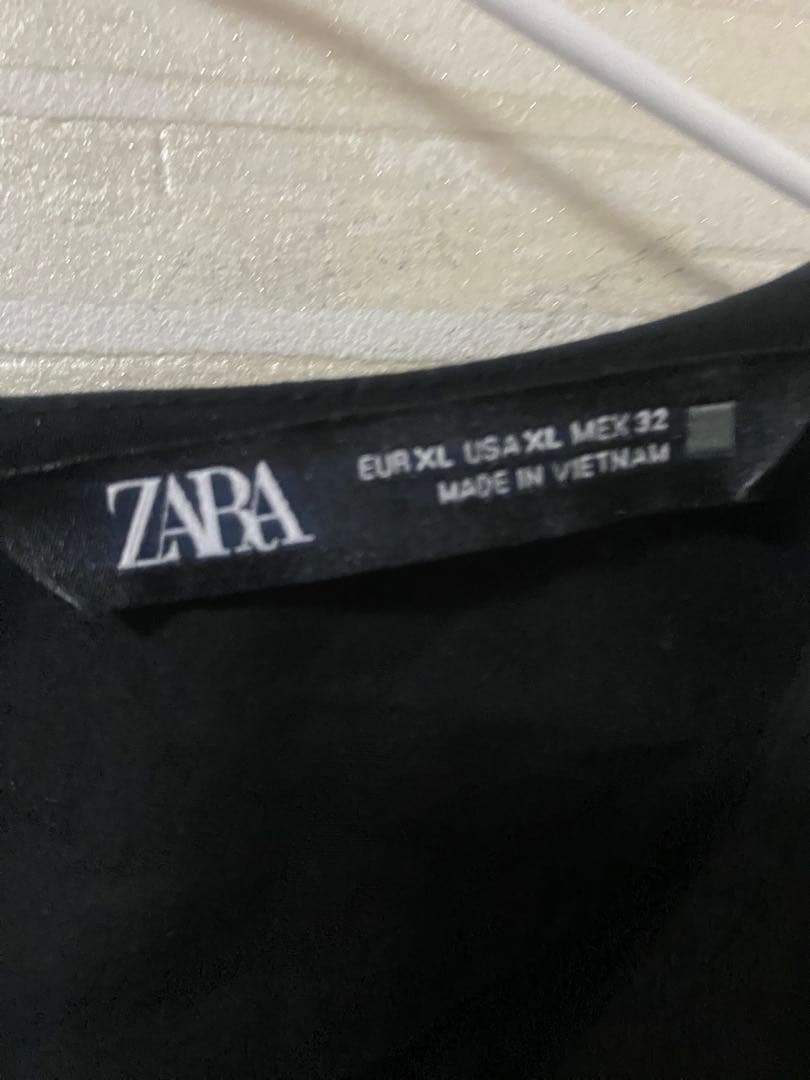 ZARA
EUR XL USA XL MEX 32
MADE IN VIETNAM